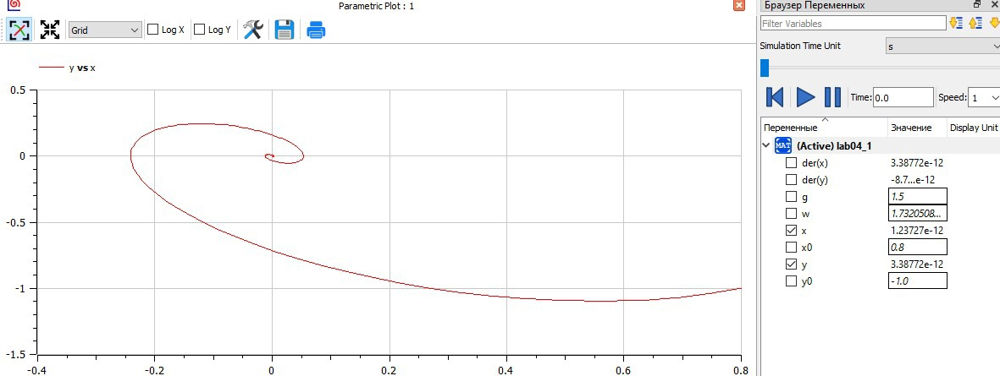 Parametric Plot : 1
Grid
Log X
Log Y
y vs x
0.5
0
-0.5
-1
-1.5
-0.4
-0.2
0
0.2
0.4
0.6
0.8
Браузер Переменных
Filter Variables
Simulation Time Unit
s
Time: 0.0
Speed: 1
Переменные Значение Display Unit
MAT (Active) lab04_1
der(x) 3.38772e-12
der(y) -8.7...e-12
g 1.5
w 1.7320508...
x 1.23727e-12
x0 0.8
y 3.38772e-12
y0 -1.0